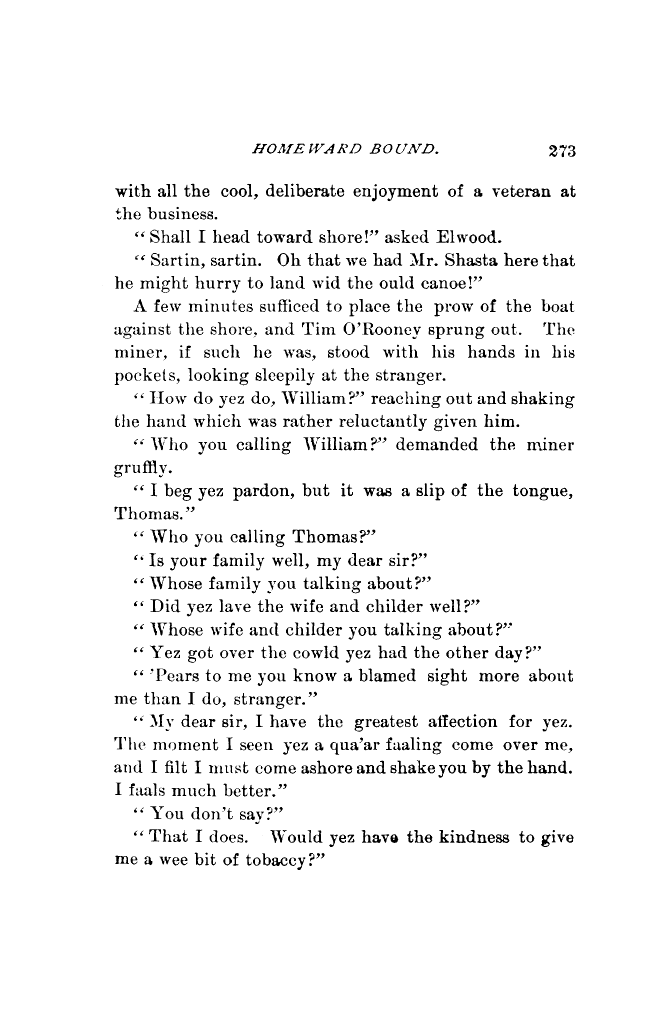 HOMEWARD BOUND. 273
with all the cool, deliberate enjoyment of a veteran at
the business.
“Shall I head toward shore!” asked Elwood.
“Sartin, sartin. Oh that we had Mr. Shasta here that
he might hurry to land wid the ould canoe!”
A few minutes sufficed to place the prow of the boat
against the shore, and Tim O’Rooney sprung out. The
miner, if such he was, stood with his hands in his
pockets, looking sleepily at the stranger.
“How do yez do, William?” reaching out and shaking
the hand which was rather reluctantly given him.
“Who you calling William?” demanded the miner
gruffly.
“I beg yez pardon, but it was a slip of the tongue,
Thomas.”
“Who you calling Thomas?”
“Is your family well, my dear sir?”
“Whose family you talking about?”
“Did yez lave the wife and childer well?”
“Whose wife and childer you talking about?”
“Yez got over the cowld yez had the other day?”
“’Pears to me you know a blamed sight more about
me than I do, stranger.”
“My dear sir, I have the greatest affection for yez.
The moment I seen yez a qua’ar faaling come over me,
and I filt I must come ashore and shake you by the hand.
I faals much better.”
“You don’t say?”
“That I does. Would yez have the kindness to give
me a wee bit of tobaccy?”